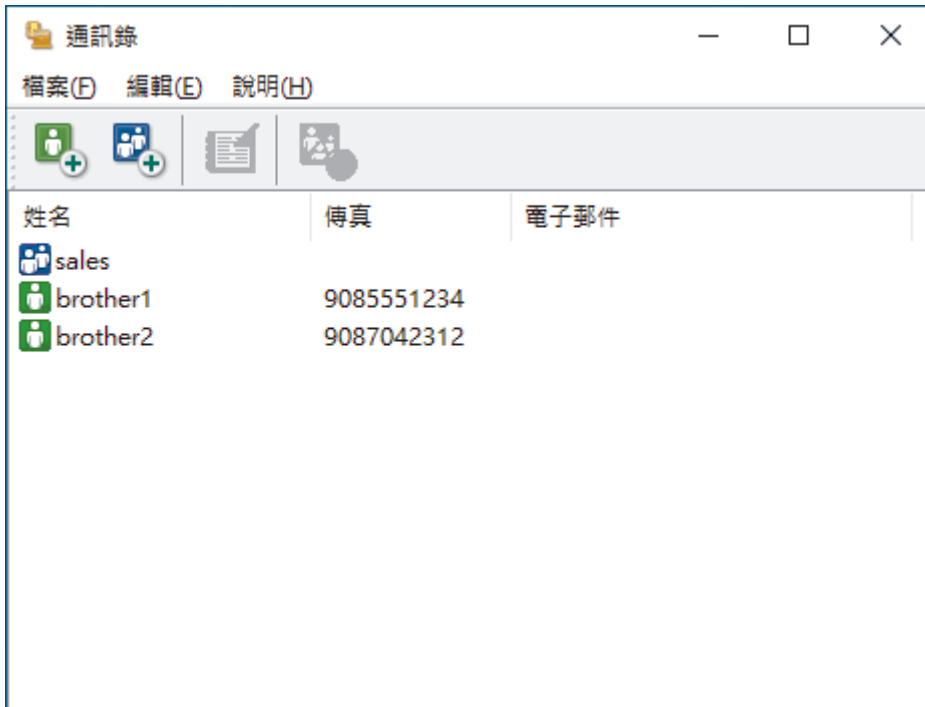 通訊錄
檔案(F) 編輯(E) 說明(H)
姓名 傳真 電子郵件
sales
brother1 9085551234
brother2 9087042312